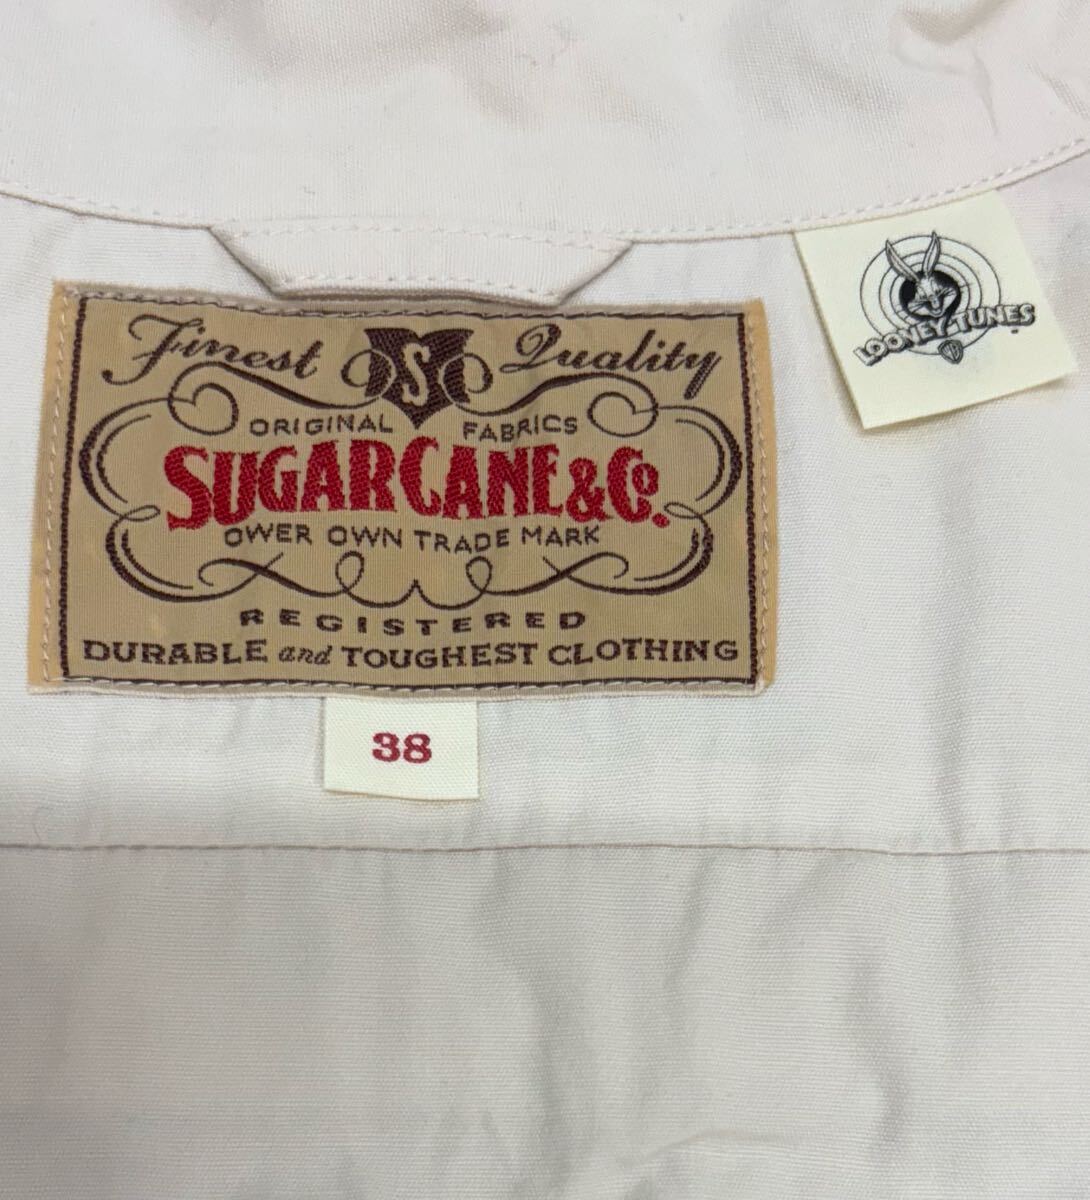 Finest S Quality
ORIGINAL FABRICS
SUGAR CANE & Co.
OWER OWN TRADE MARK
REGISTERED
DURABLE and TOUGHEST CLOTHING
38
LOONEY TUNES
WB